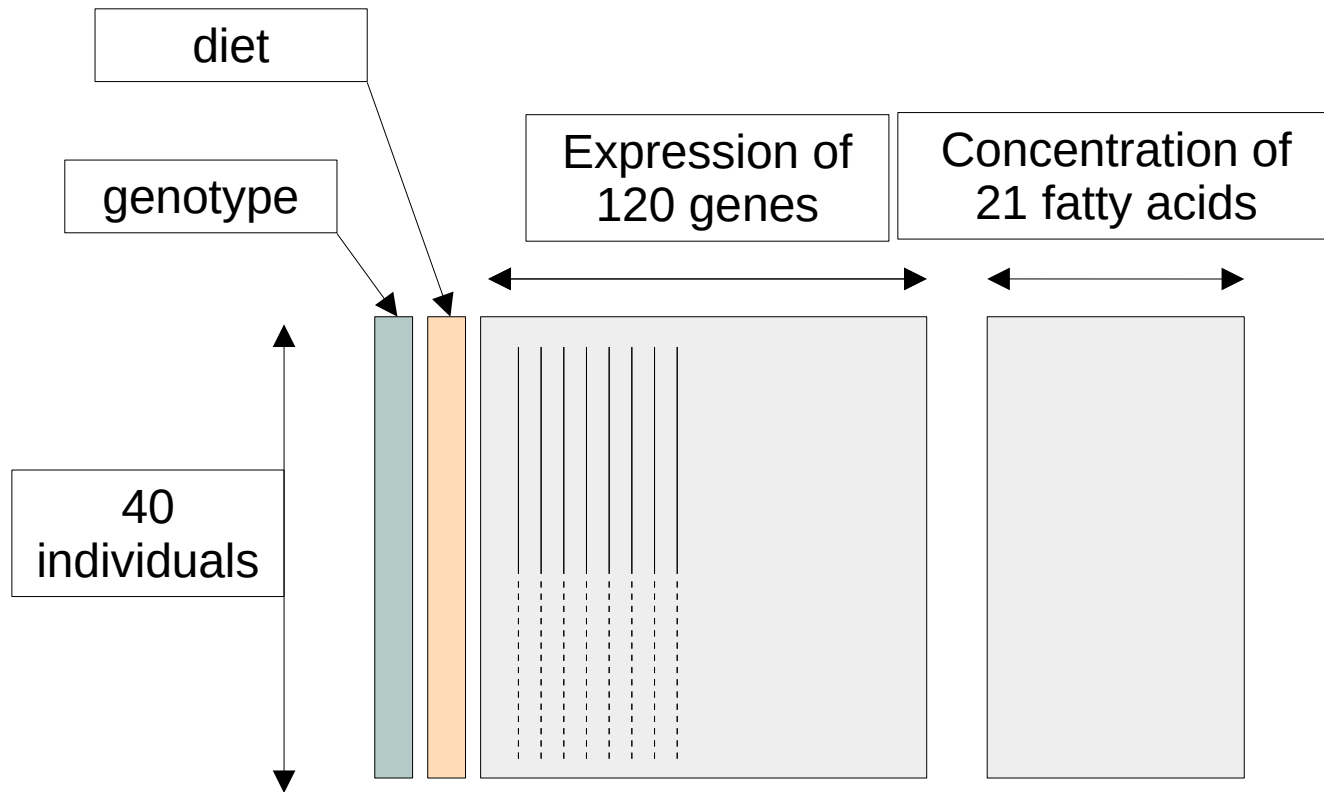 diet
genotype
Expression of
120 genes
Concentration of
21 fatty acids
40
individuals